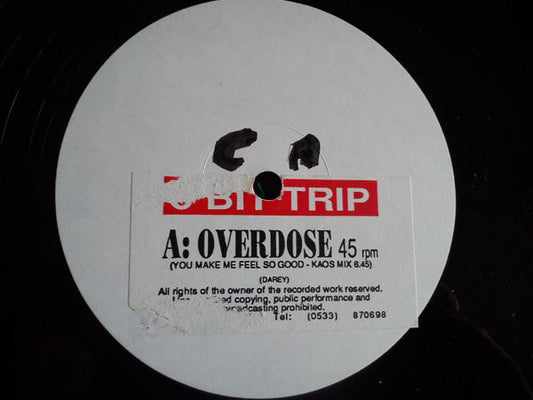 C A
BIT TRIP
A: OVERDOSE 45 rpm
(YOU MAKE ME FEEL SO GOOD - KAOS MIX 6.45)
(DAREY)
All rights of the owner of the recorded work reserved.
copying, public performance and
prohibited.
Tel: (0533) 870698